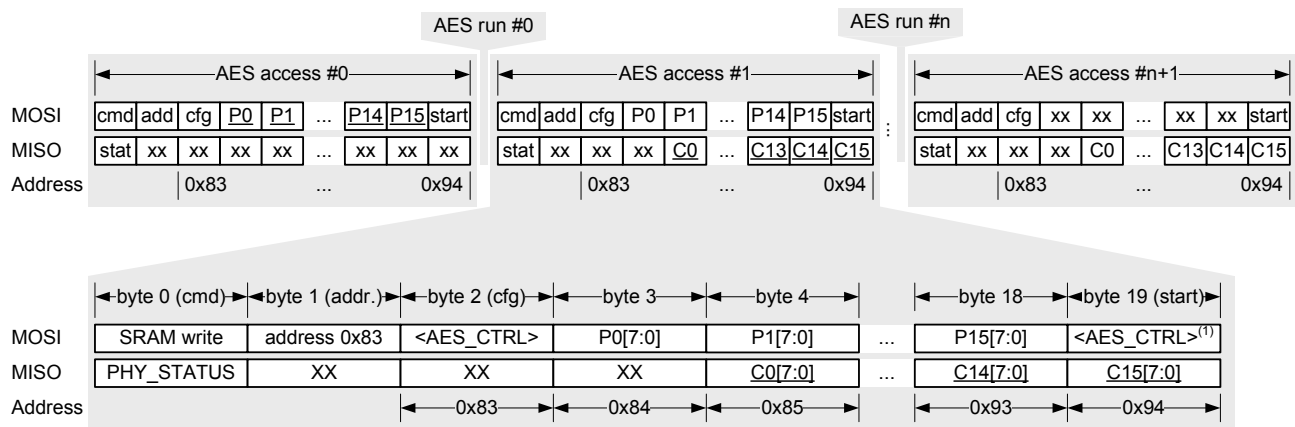 AES run #0 AES run #n
AES access #0 AES access #1 AES access #n+1
MOSI cmd add cfg P0 P1 ... P14 P15 start cmd add cfg P0 P1 ... P14 P15 start ... cmd add cfg xx xx ... xx xx start
MISO stat xx xx xx xx ... xx xx xx stat xx xx xx C0 ... C13 C14 C15 stat xx xx xx C0 ... C13 C14 C15
Address 0x83 ... 0x94 0x83 ... 0x94 0x83 ... 0x94
byte 0 (cmd) byte 1 (addr.) byte 2 (cfg) byte 3 byte 4 byte 18 byte 19 (start)
MOSI SRAM write address 0x83 <AES_CTRL> P0[7:0] P1[7:0] ... P15[7:0] <AES_CTRL>(1)
MISO PHY_STATUS XX XX XX C0[7:0] ... C14[7:0] C15[7:0]
Address 0x83 0x84 0x85 0x93 0x94